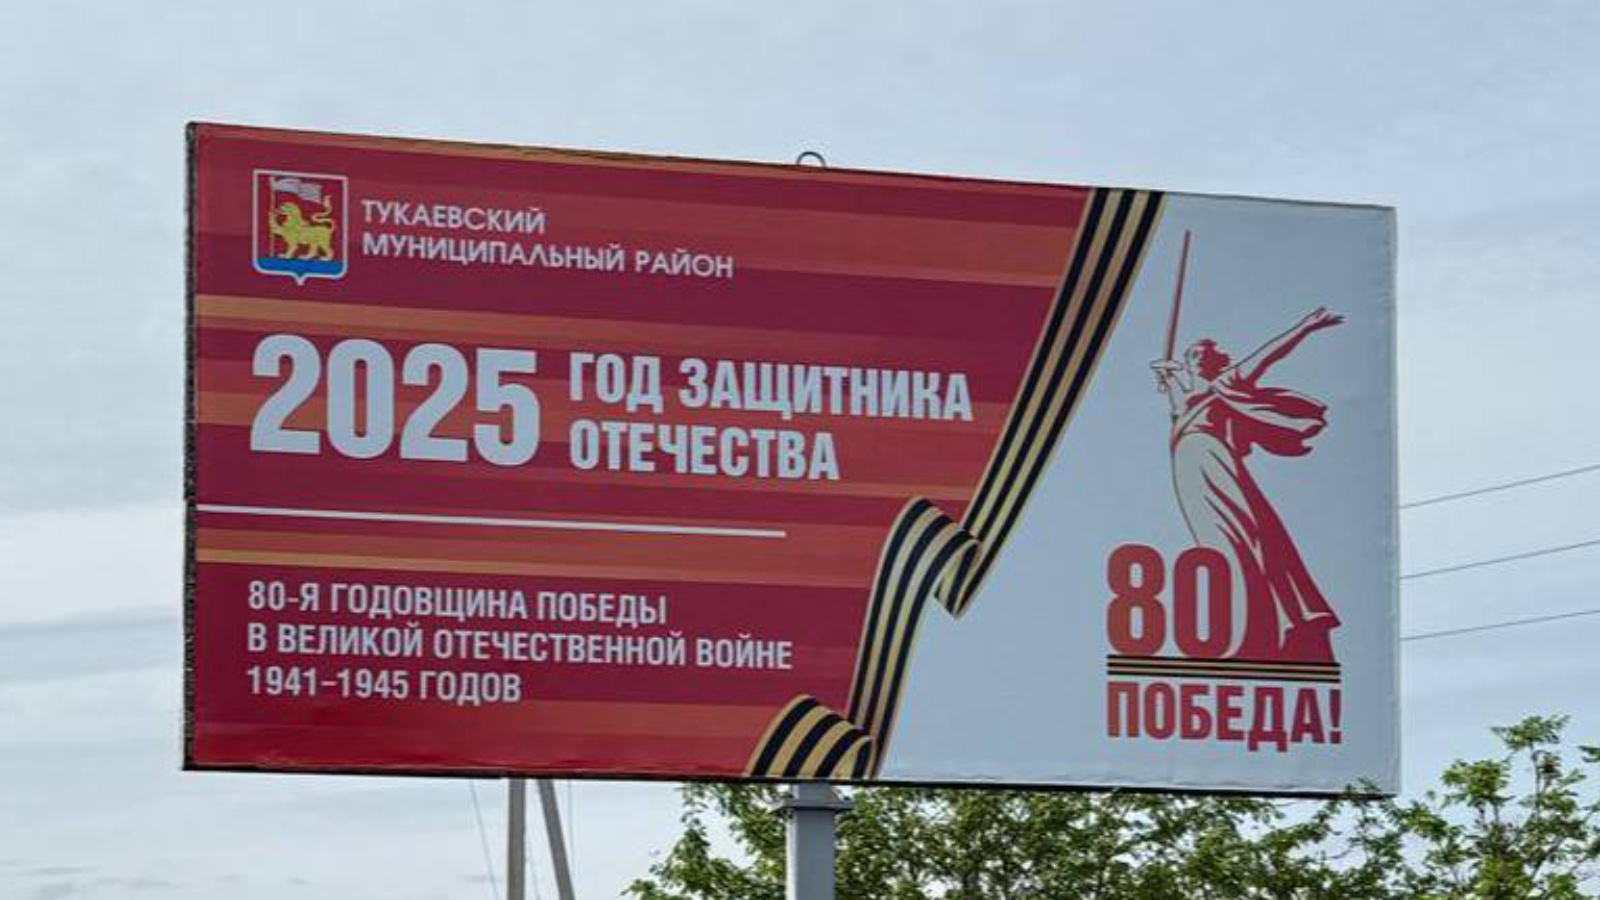 ТУКАЕВСКИЙ
МУНИЦИПАЛЬНЫЙ РАЙОН
2025 ГОД ЗАЩИТНИКА
ОТЕЧЕСТВА
80-Я ГОДОВЩИНА ПОБЕДЫ
В ВЕЛИКОЙ ОТЕЧЕСТВЕННОЙ ВОЙНЕ
1941-1945 ГОДОВ
80
ПОБЕДА!